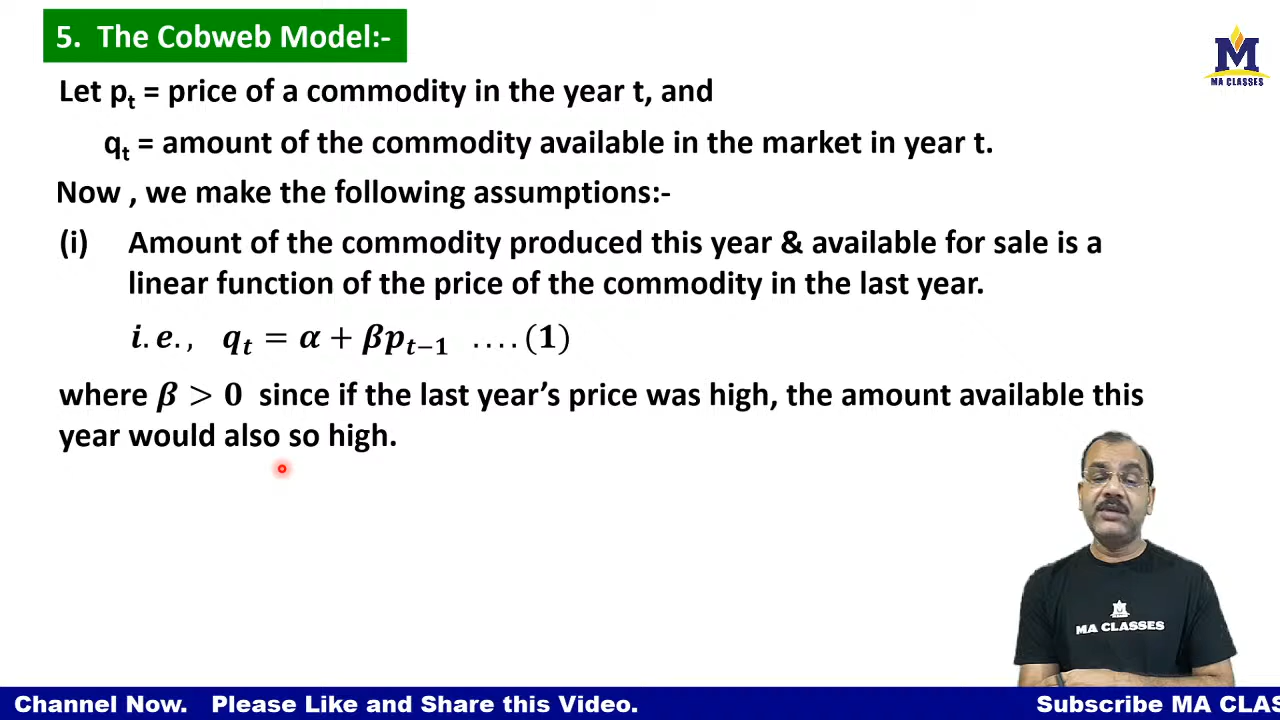 5. The Cobweb Model:-
M
MA CLASSES
Let pₜ = price of a commodity in the year t, and
qₜ = amount of the commodity available in the market in year t.
Now , we make the following assumptions:-
(i) Amount of the commodity produced this year & available for sale is a
linear function of the price of the commodity in the last year.
i.e., qₜ = α + βpₜ₋₁ ....(1)
where β > 0 since if the last year’s price was high, the amount available this
year would also so high.
MA CLASSES
Channel Now. Please Like and Share this Video. Subscribe MA CLAS